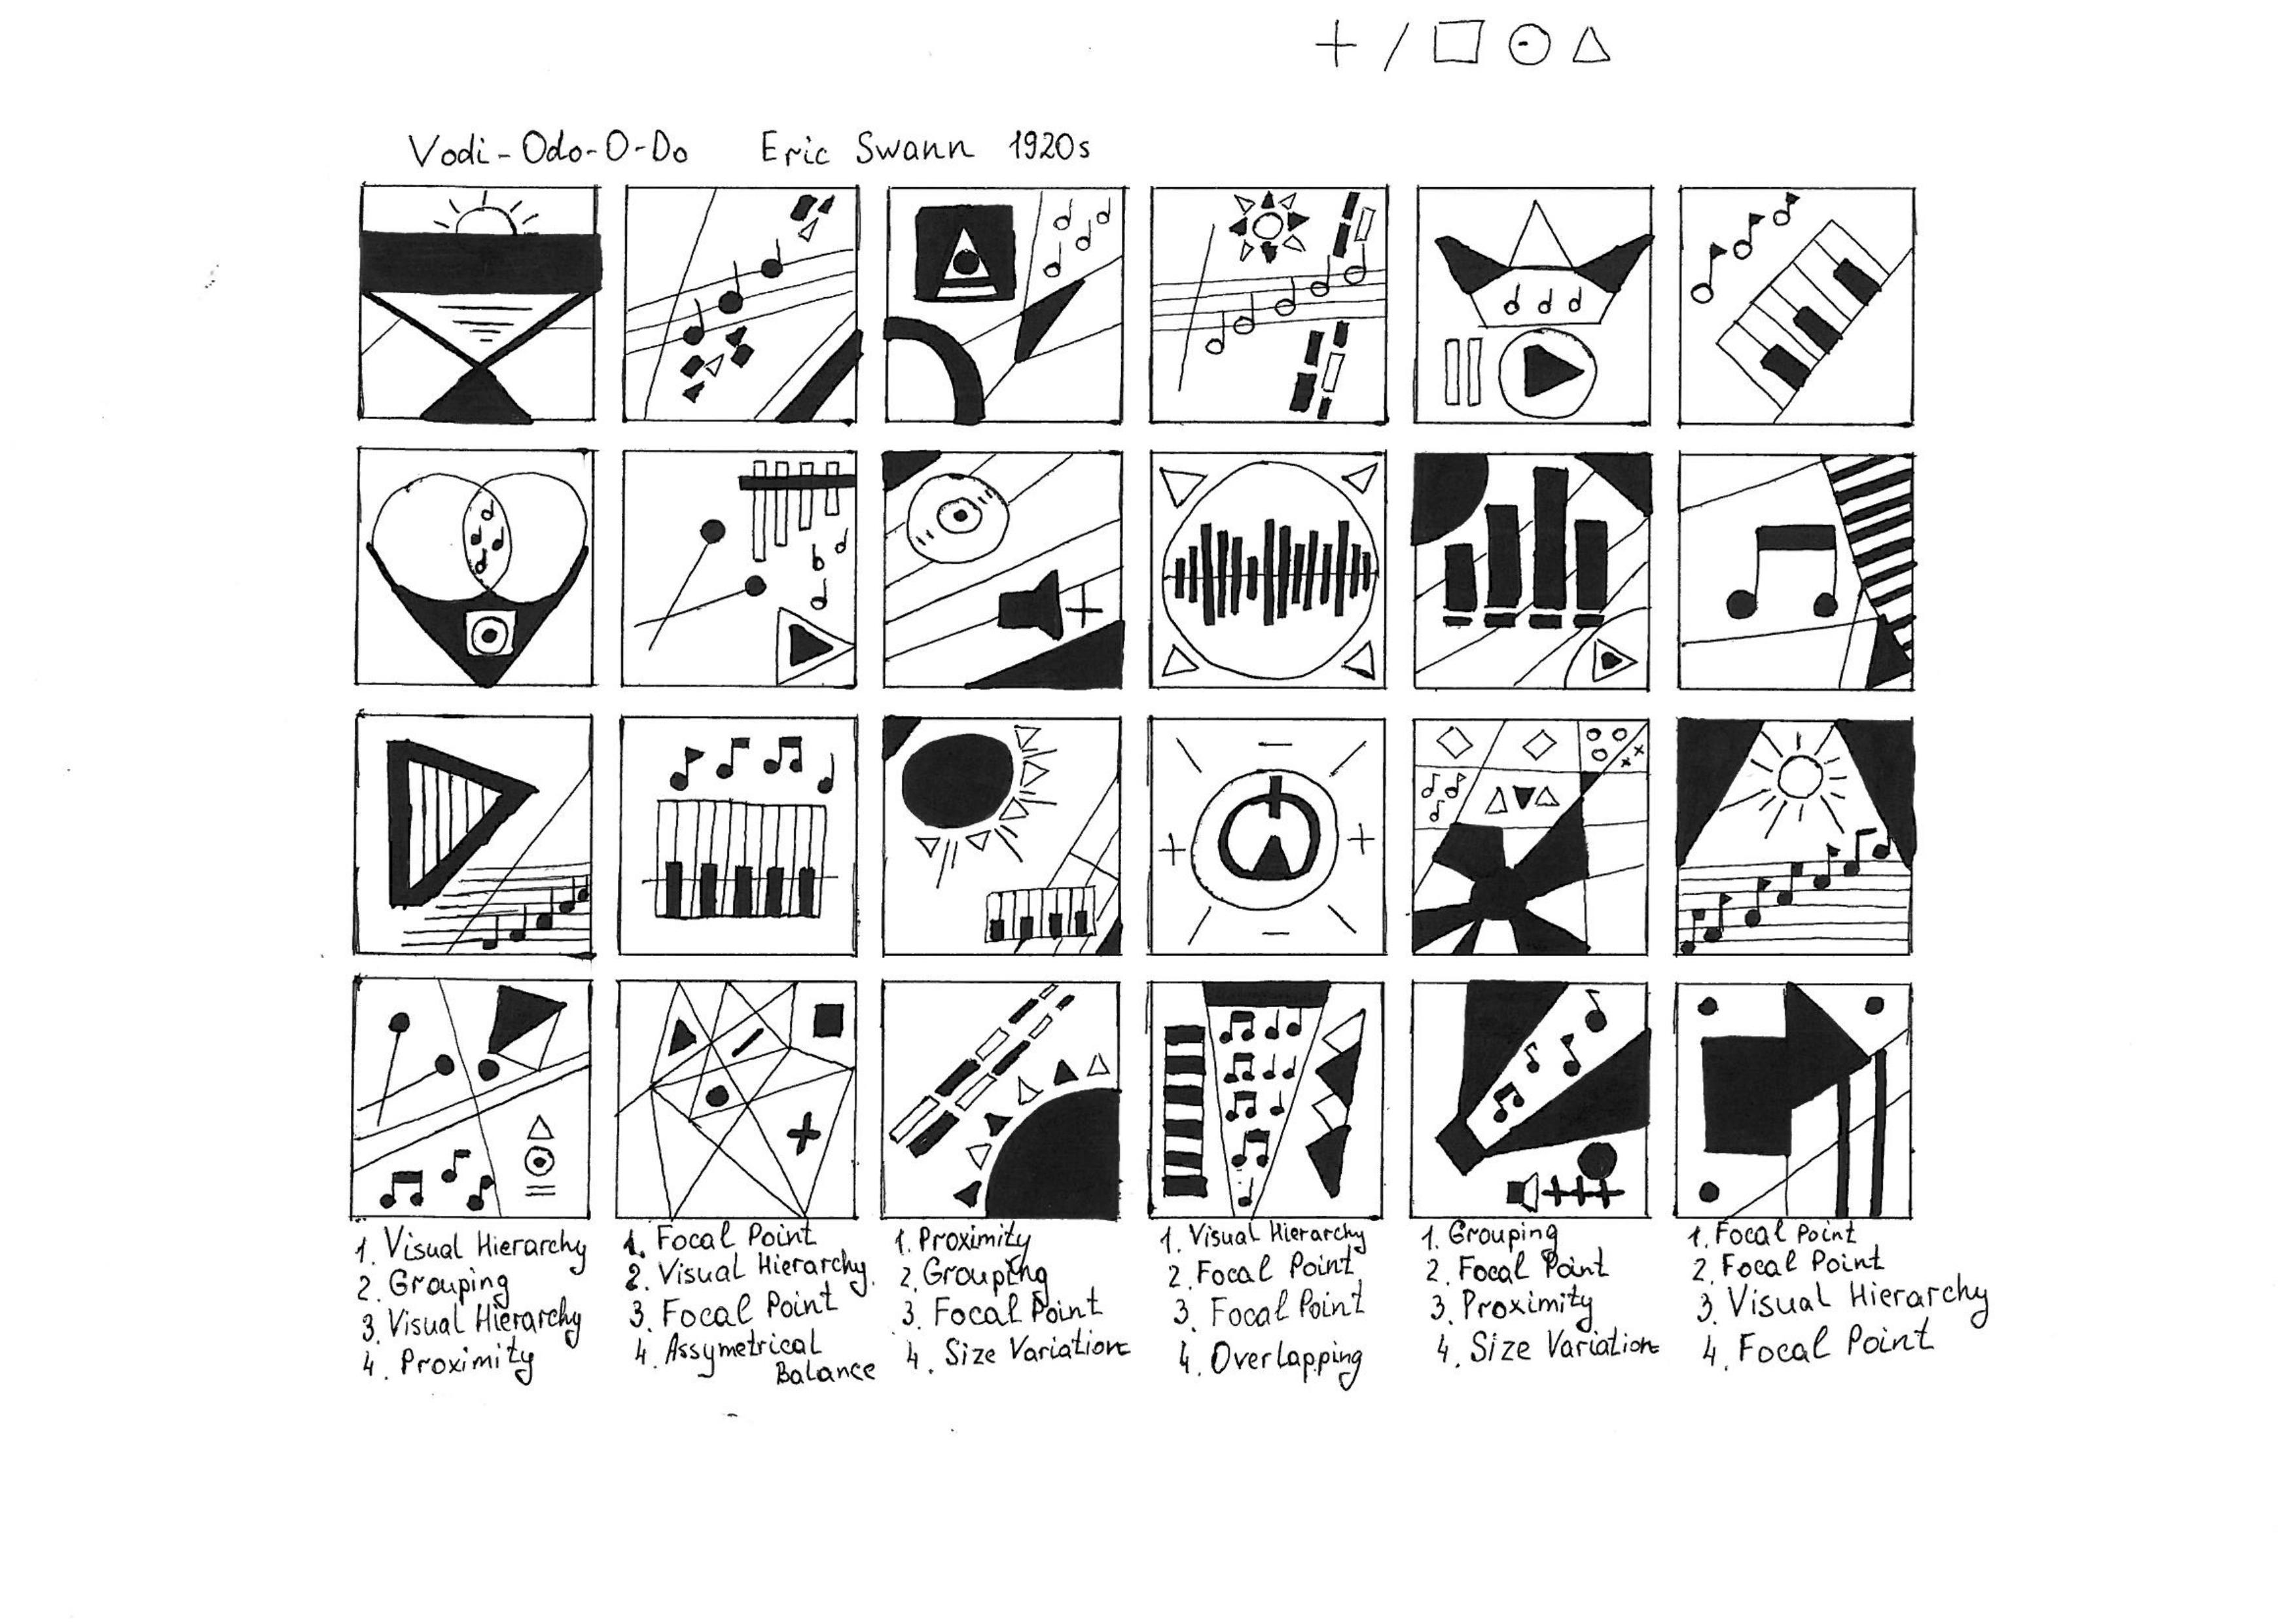 Vodi-Odo-O-Do Eric Swann 1920s
1. Visual Hierarchy
2. Grouping
3. Visual Hierarchy
4. Proximity
1. Focal Point
2. Visual Hierarchy.
3. Focal Point
4. Assymetrical
Balance
1. Proximity
2. Grouping
3. Focal Point
4. Size Variation
1. Visual Hierarchy
2. Focal Point
3. Focal Point
4. Overlapping
1. Grouping
2. Focal Point
3. Proximity
4. Size Variation
1. Focal Point
2. Focal Point
3. Visual Hierarchy
4. Focal Point